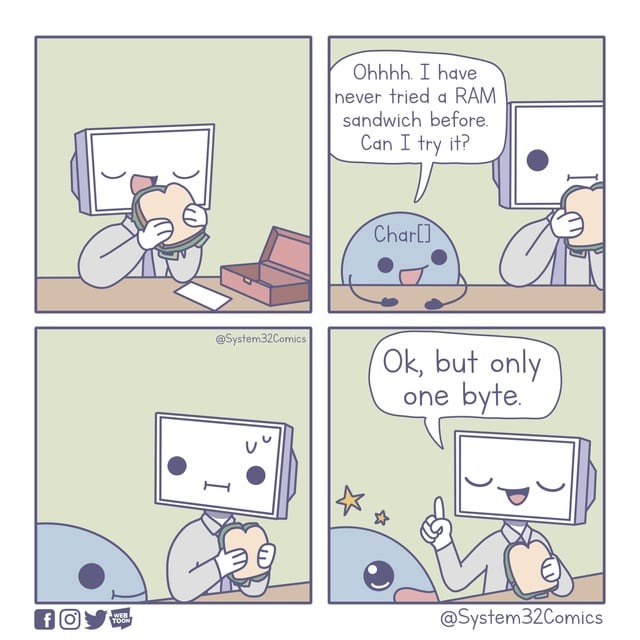 Ohhhh. I have
never tried a RAM
sandwich before.
Can I try it?
Char[]
@System32Comics
Ok, but only
one byte.
WEB
TOON
@System32Comics